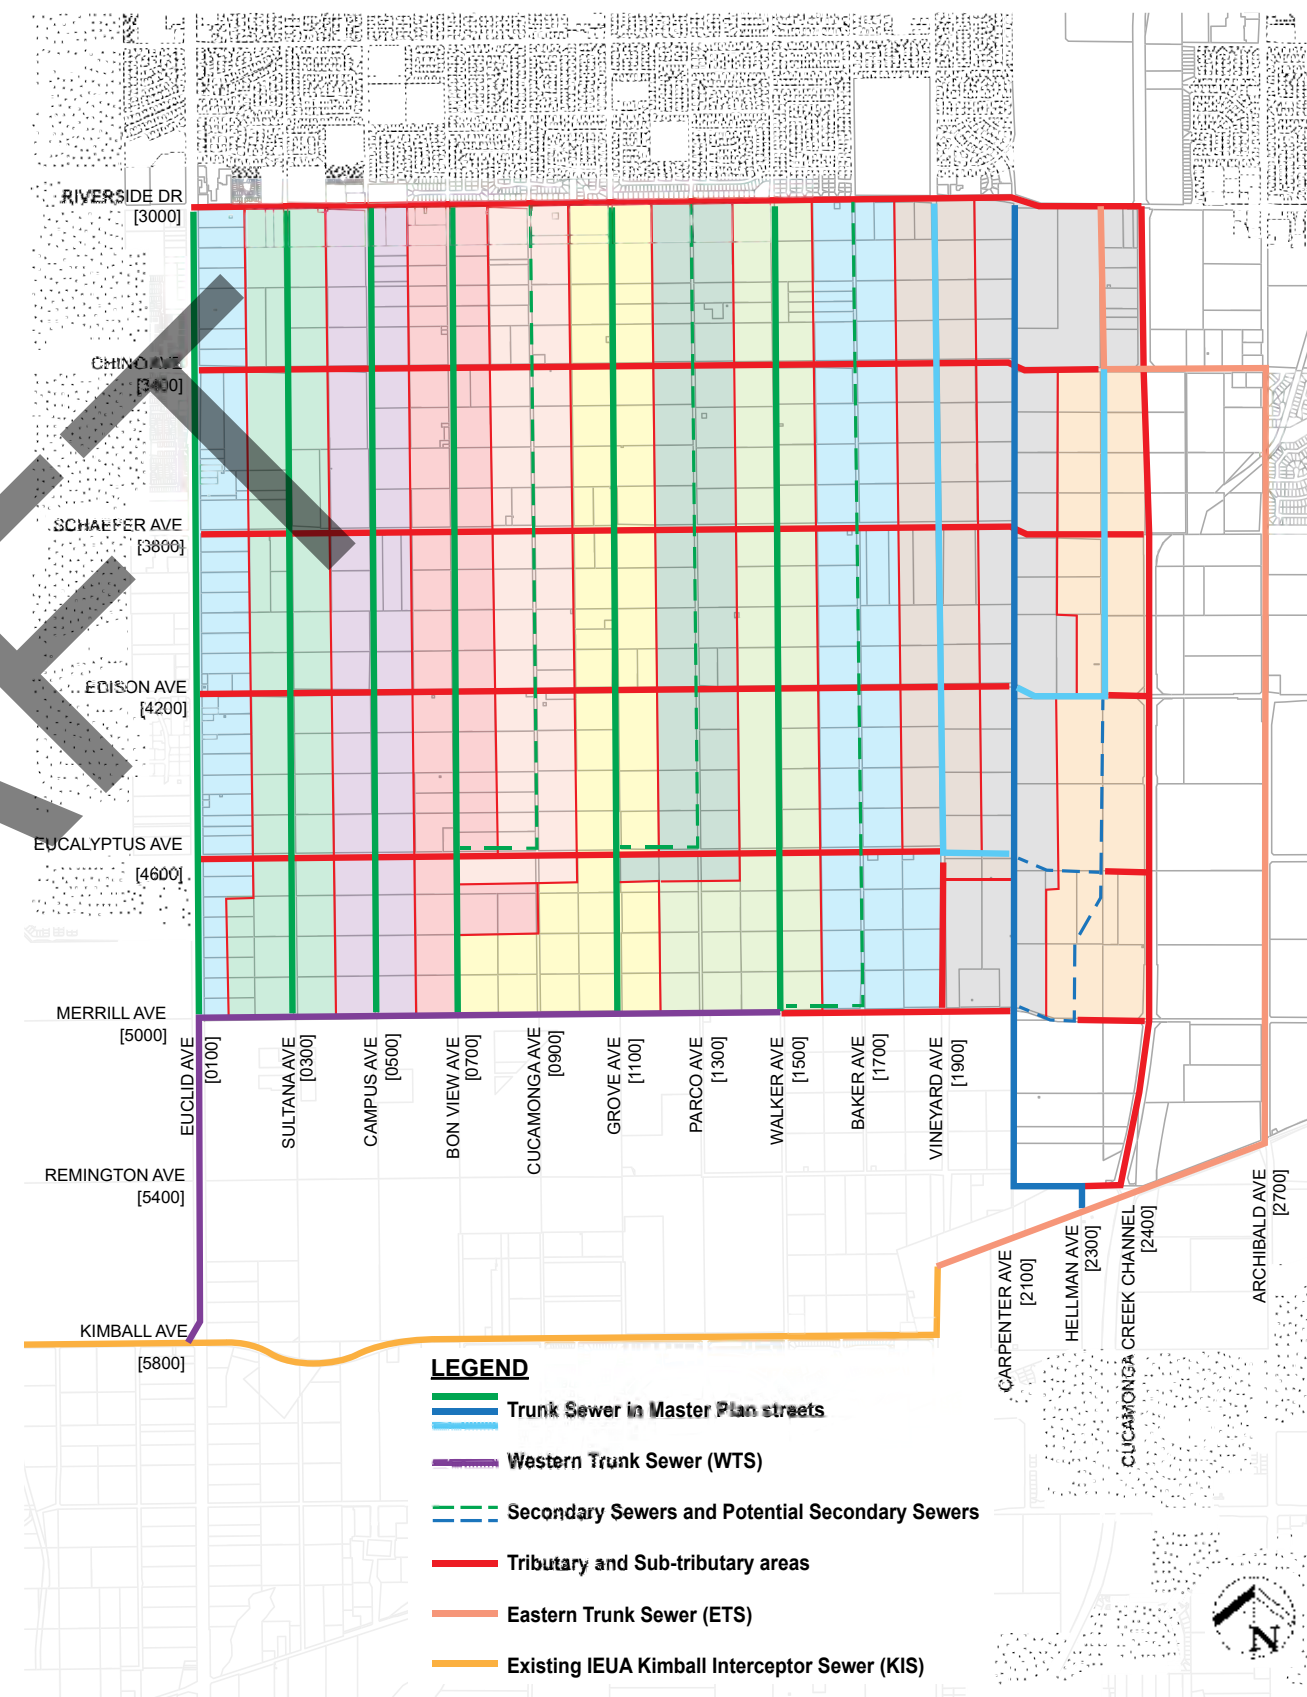 RIVERSIDE DR
[3000]
CHINO AVE
[3400]
SCHAEFER AVE
[3800]
EDISON AVE
[4200]
EUCALYPTUS AVE
[4600]
MERRILL AVE
[5000]
EUCLID AVE
[0100]
SULTANA AVE
[0300]
CAMPUS AVE
[0500]
BON VIEW AVE
[0700]
CUCAMONGA AVE
[0900]
GROVE AVE
[1100]
PARCO AVE
[1300]
WALKER AVE
[1500]
BAKER AVE
[1700]
VINEYARD AVE
[1900]
REMINGTON AVE
[5400]
CARPENTER AVE
[2100]
HELLMAN AVE
[2300]
CUCAMONGA CREEK CHANNEL
[2400]
ARCHIBALD AVE
[2700]
KIMBALL AVE
[5800]
LEGEND
Trunk Sewer in Master Plan streets
Western Trunk Sewer (WTS)
Secondary Sewers and Potential Secondary Sewers
Tributary and Sub-tributary areas
Eastern Trunk Sewer (ETS)
Existing IEUA Kimball Interceptor Sewer (KIS)
N